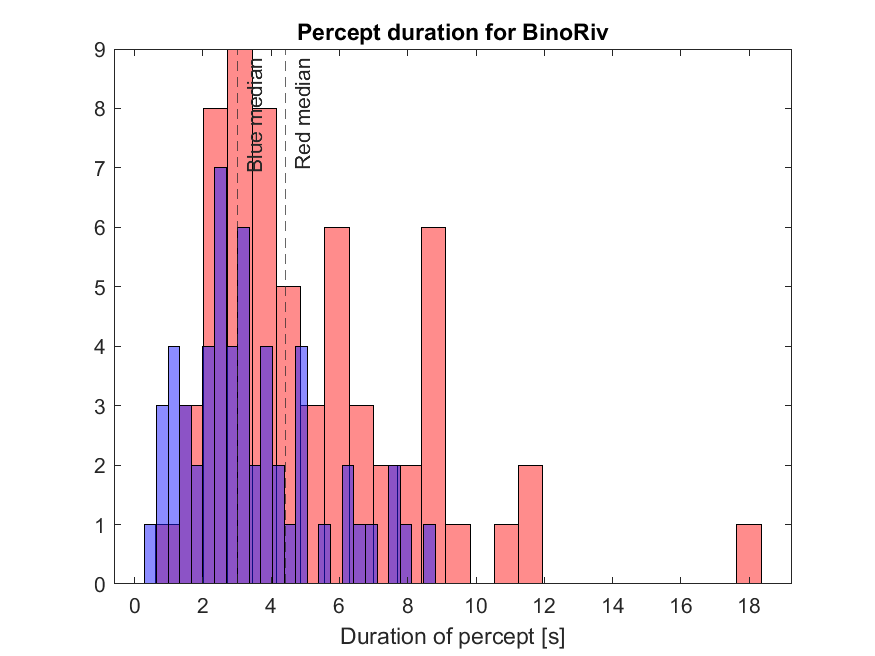 Percept duration for BinoRiv
9
8
7
6
5
4
3
2
1
0
Blue median
Red median
0 2 4 6 8 10 12 14 16 18
Duration of percept [s]